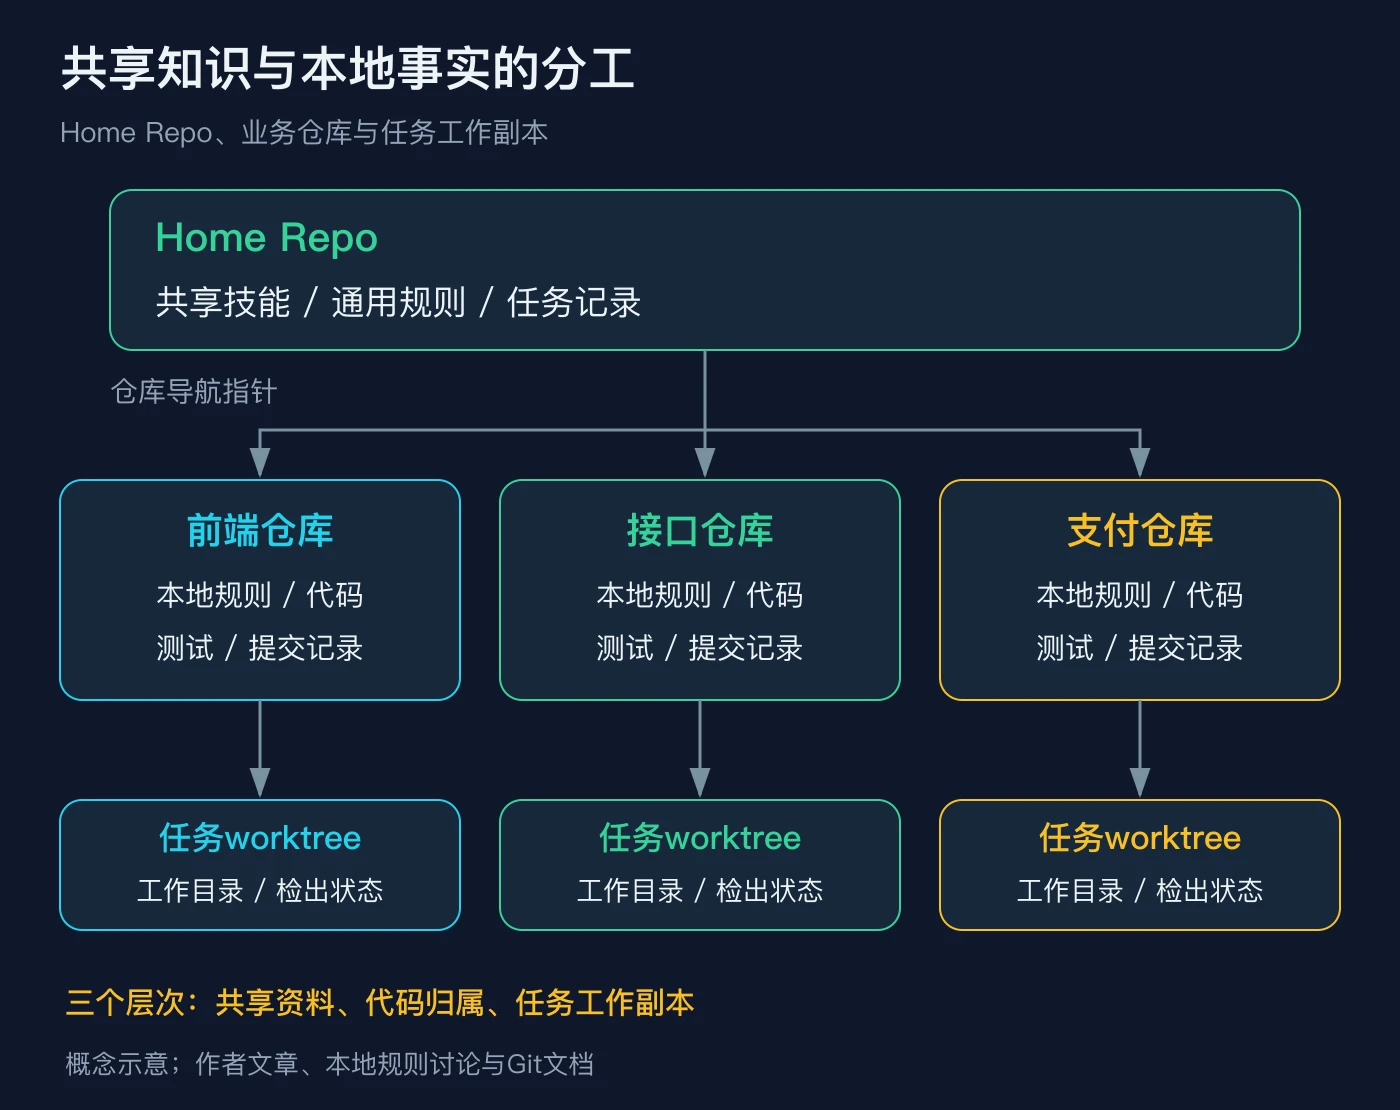 共享知识与本地事实的分工
Home Repo、业务仓库与任务工作副本
Home Repo
共享技能 / 通用规则 / 任务记录
仓库导航指针
前端仓库
本地规则 / 代码
测试 / 提交记录
接口仓库
本地规则 / 代码
测试 / 提交记录
支付仓库
本地规则 / 代码
测试 / 提交记录
任务worktree
工作目录 / 检出状态
任务worktree
工作目录 / 检出状态
任务worktree
工作目录 / 检出状态
三个层次：共享资料、代码归属、任务工作副本
概念示意；作者文章、本地规则讨论与Git文档